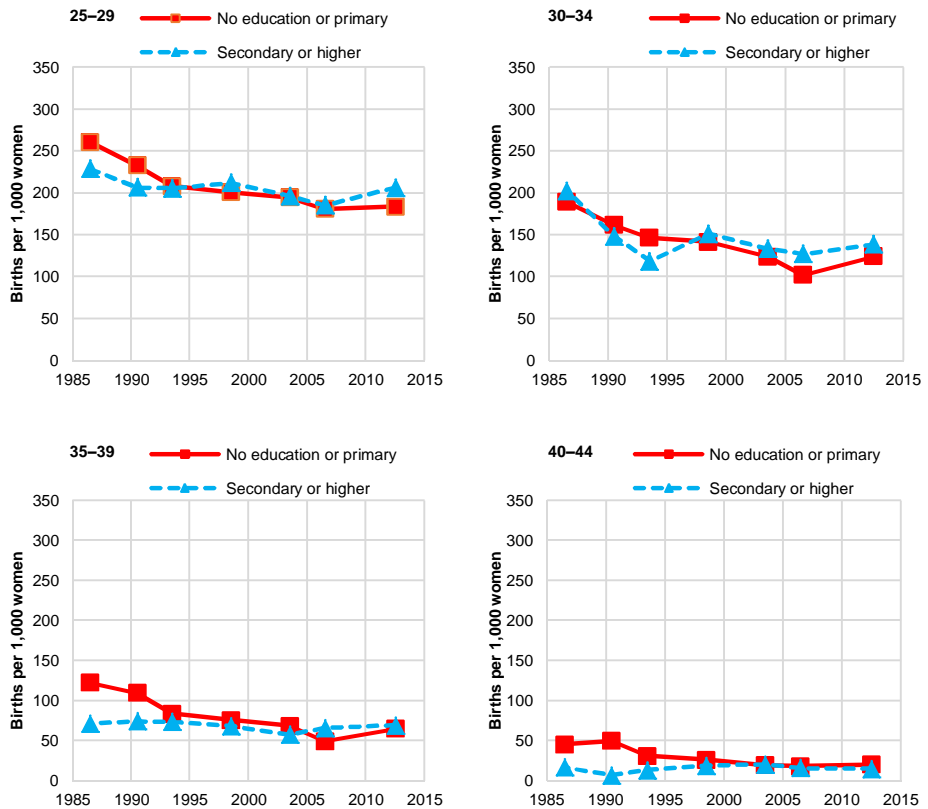 25–29
No education or primary
Secondary or higher
Births per 1,000 women
350
300
250
200
150
100
50
0
1985 1990 1995 2000 2005 2010 2015
30–34
No education or primary
Secondary or higher
Births per 1,000 women
350
300
250
200
150
100
50
0
1985 1990 1995 2000 2005 2010 2015
35–39
No education or primary
Secondary or higher
Births per 1,000 women
350
300
250
200
150
100
50
0
1985 1990 1995 2000 2005 2010 2015
40–44
No education or primary
Secondary or higher
Births per 1,000 women
350
300
250
200
150
100
50
0
1985 1990 1995 2000 2005 2010 2015